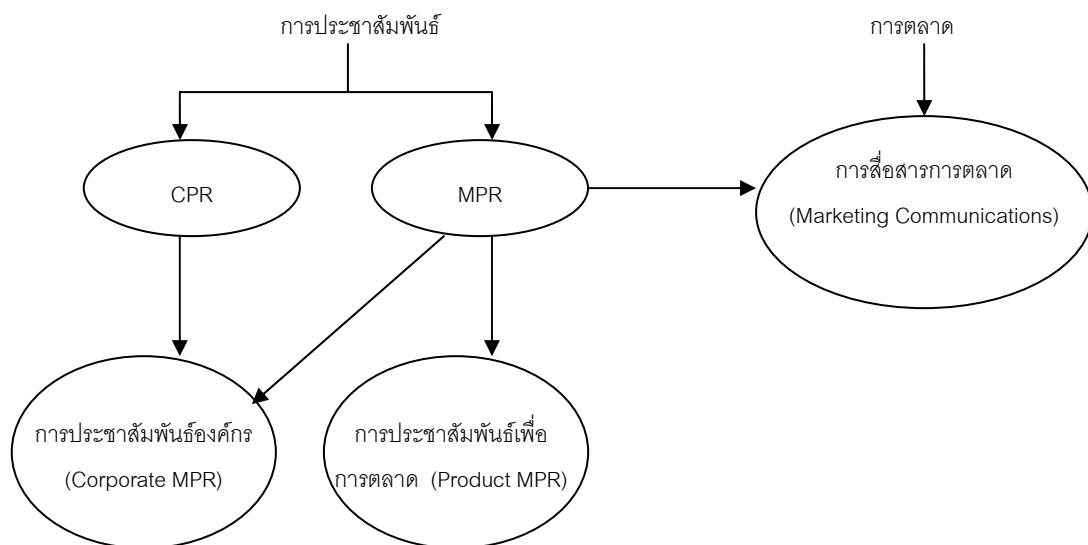 การประชาสัมพันธ์
การตลาด
CPR
MPR
การสื่อสารการตลาด
(Marketing Communications)
การประชาสัมพันธ์องค์กร
(Corporate MPR)
การประชาสัมพันธ์เพื่อ
การตลาด (Product MPR)